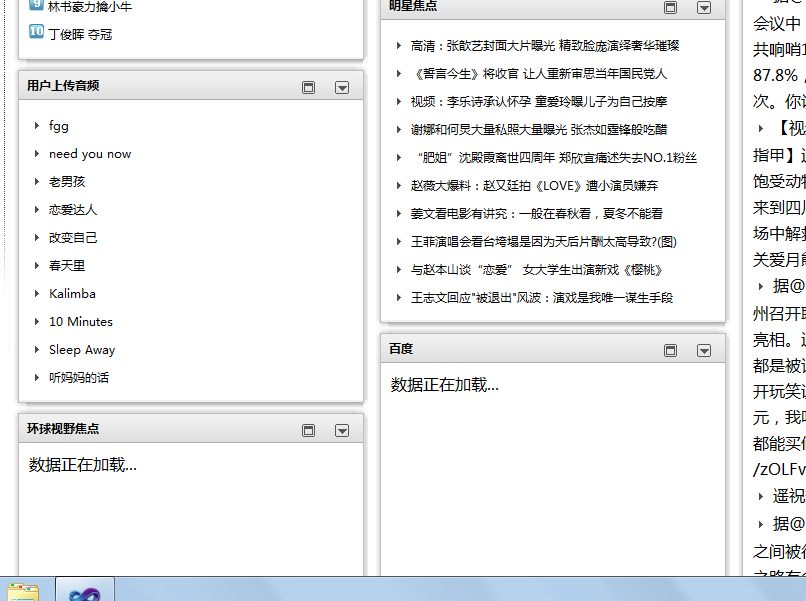 9 林书豪力擒小牛
10 丁俊晖 夺冠
用户上传音频
fgg
need you now
老男孩
恋爱达人
改变自己
春天里
Kalimba
10 Minutes
Sleep Away
听妈妈的话
环球视野焦点
数据正在加载...
明星焦点
高清：张歆艺封面大片曝光 精致脸庞演绎奢华璀璨
《誓言今生》将收官 让人重新审思当年国民党人
视频：李乐诗承认怀孕 童爱玲曝儿子为自己按摩
谢娜和何炅大量私照大量曝光 张杰如霆锋般吃醋
“肥姐”沈殿霞离世四周年 郑欣宜痛述失去NO.1粉丝
赵薇大爆料：赵又廷拍《LOVE》遭小演员嫌弃
姜文看电影有讲究：一般在春秋看，夏冬不能看
王菲演唱会看台垮塌是因为天后片酬太高导致?(图)
与赵本山谈“恋爱” 女大学生出演新戏《樱桃》
王志文回应"被退出"风波：演戏是我唯一谋生手段
百度
数据正在加载...
会议中
共响哨1
87.8%，
次。你
【视
指甲】
饱受动
来到四
场中解
关爱月
据@
州召开
亮相。
都是被
开玩笑
元，我
都能买
/zOLFv
遥祝
据@
之间被